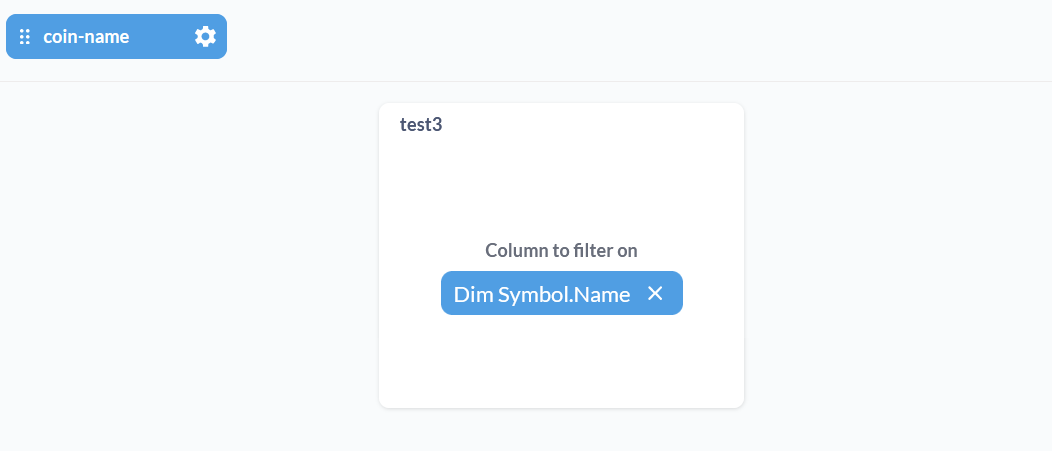 coin-name
test3
Column to filter on
Dim Symbol.Name